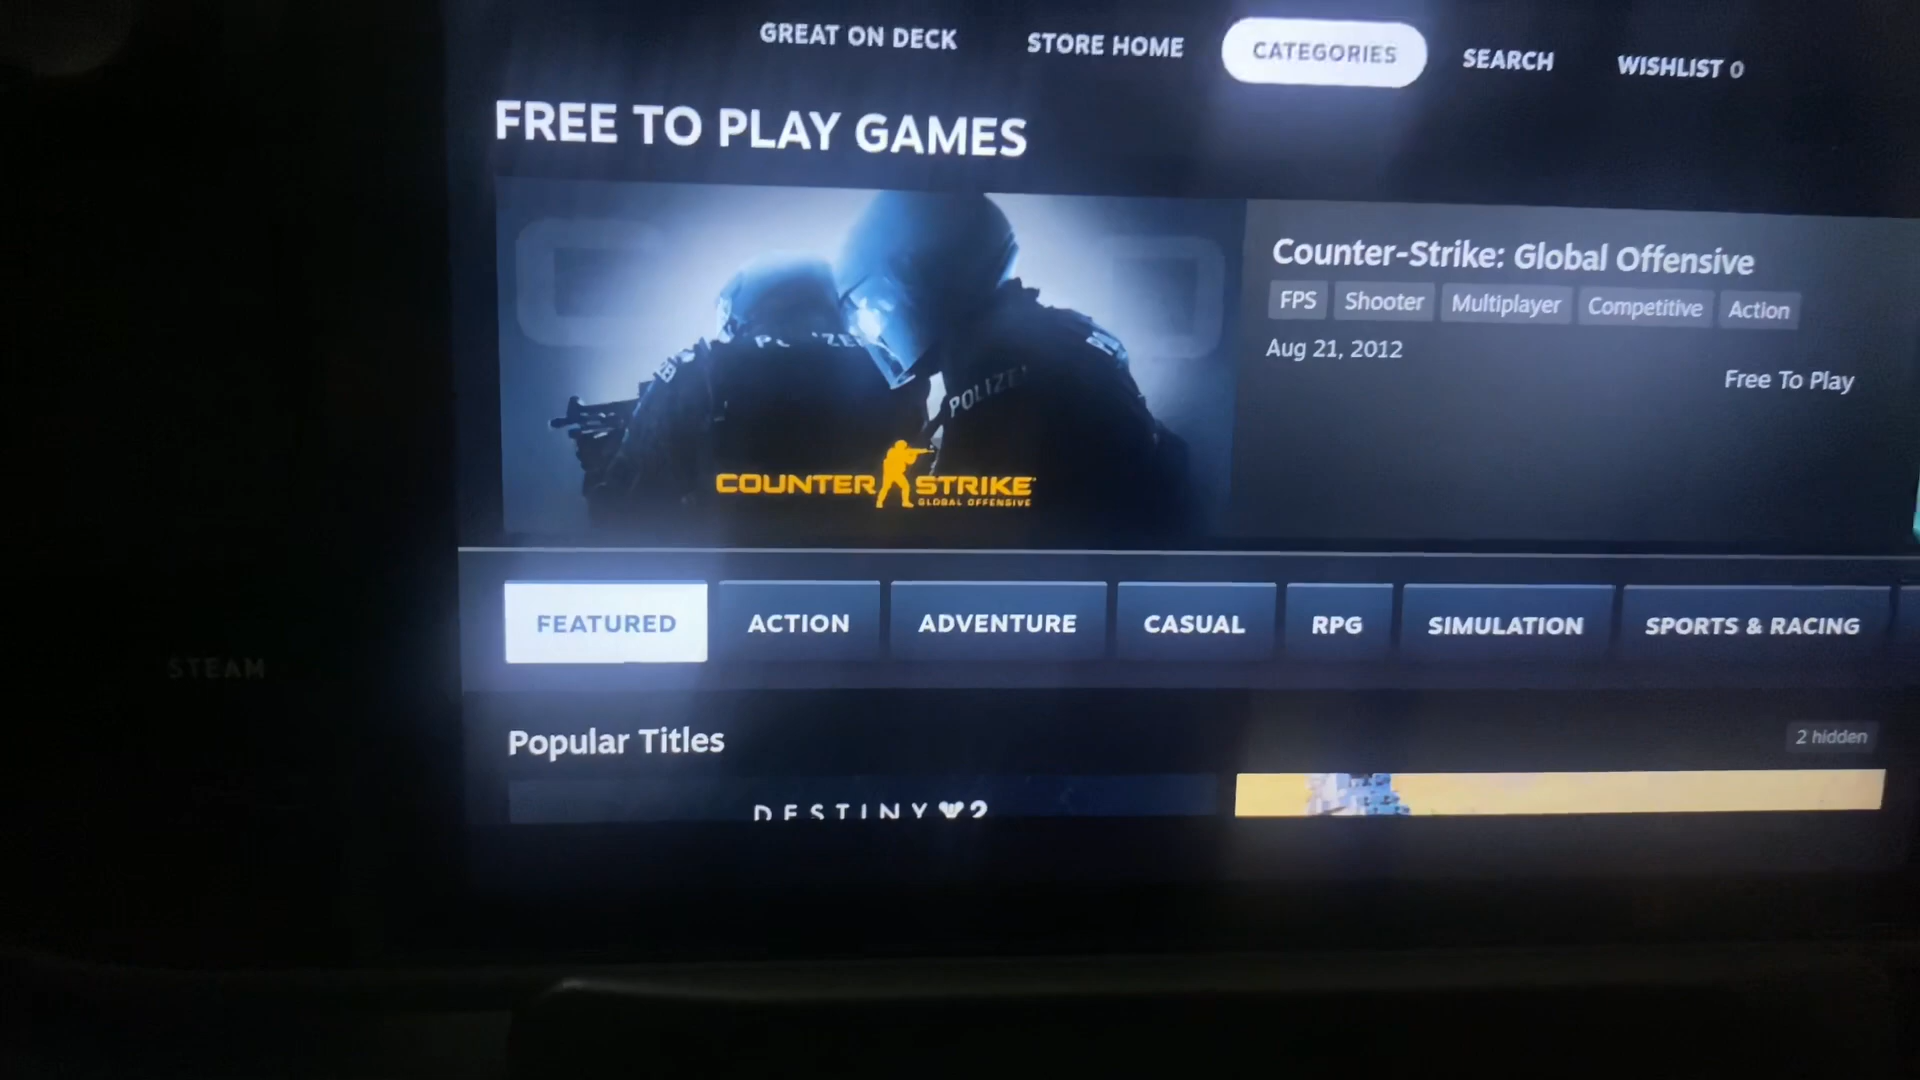 GREAT ON DECK STORE HOME CATEGORIES SEARCH WISHLIST 0
FREE TO PLAY GAMES
POLIZEI
COUNTER STRIKE
GLOBAL OFFENSIVE
Counter-Strike: Global Offensive
FPS Shooter Multiplayer Competitive Action
Aug 21, 2012
Free To Play
FEATURED ACTION ADVENTURE CASUAL RPG SIMULATION SPORTS & RACING
STEAM
Popular Titles
2 hidden
DESTINY 2